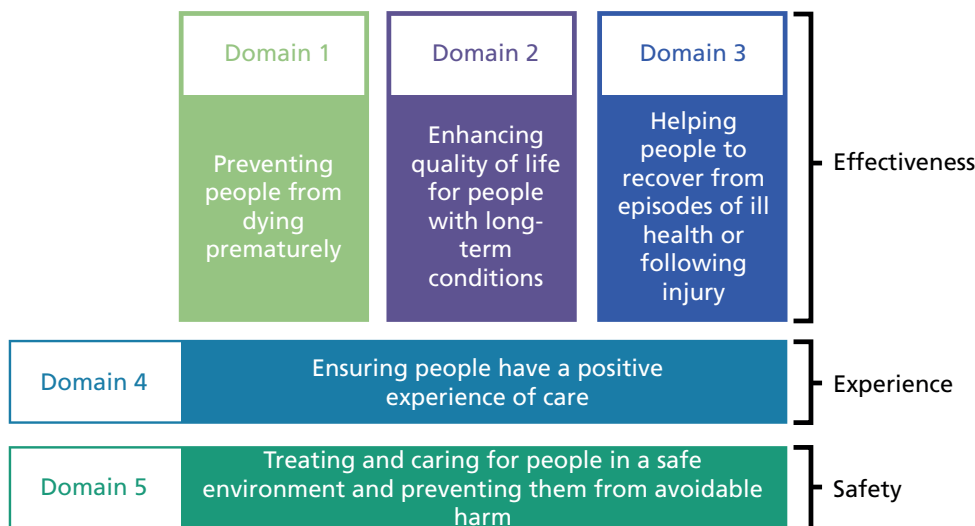 Domain 1
Preventing
people from
dying
prematurely
Domain 2
Enhancing
quality of life
for people
with long-
term
conditions
Domain 3
Helping
people to
recover from
episodes of ill
health or
following
injury
Effectiveness
Domain 4
Ensuring people have a positive
experience of care
Experience
Domain 5
Treating and caring for people in a safe
environment and preventing them from avoidable
harm
Safety